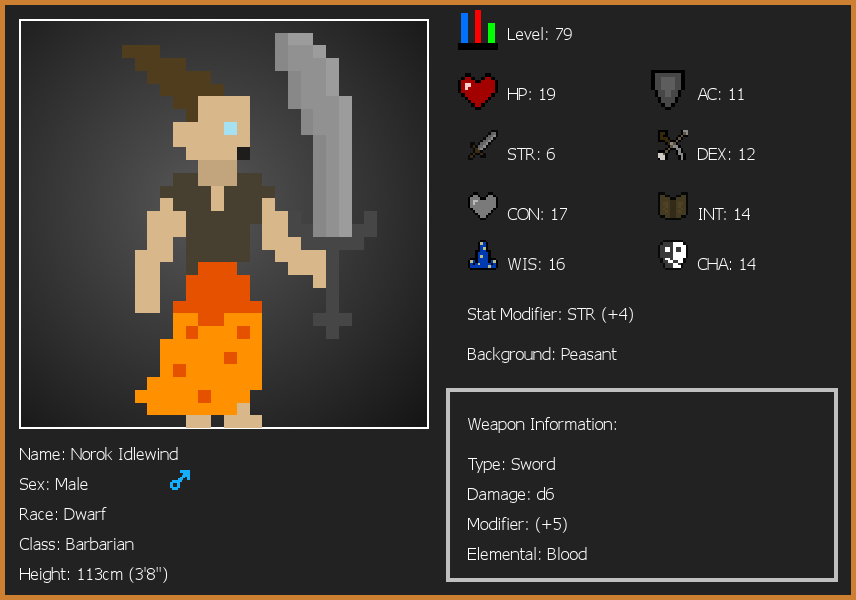 Level: 79
HP: 19
AC: 11
STR: 6
DEX: 12
CON: 17
INT: 14
WIS: 16
CHA: 14
Stat Modifier: STR (+4)
Background: Peasant
Weapon Information:
Type: Sword
Damage: d6
Modifier: (+5)
Elemental: Blood
Name: Norok Idlewind
Sex: Male
Race: Dwarf
Class: Barbarian
Height: 113cm (3'8")